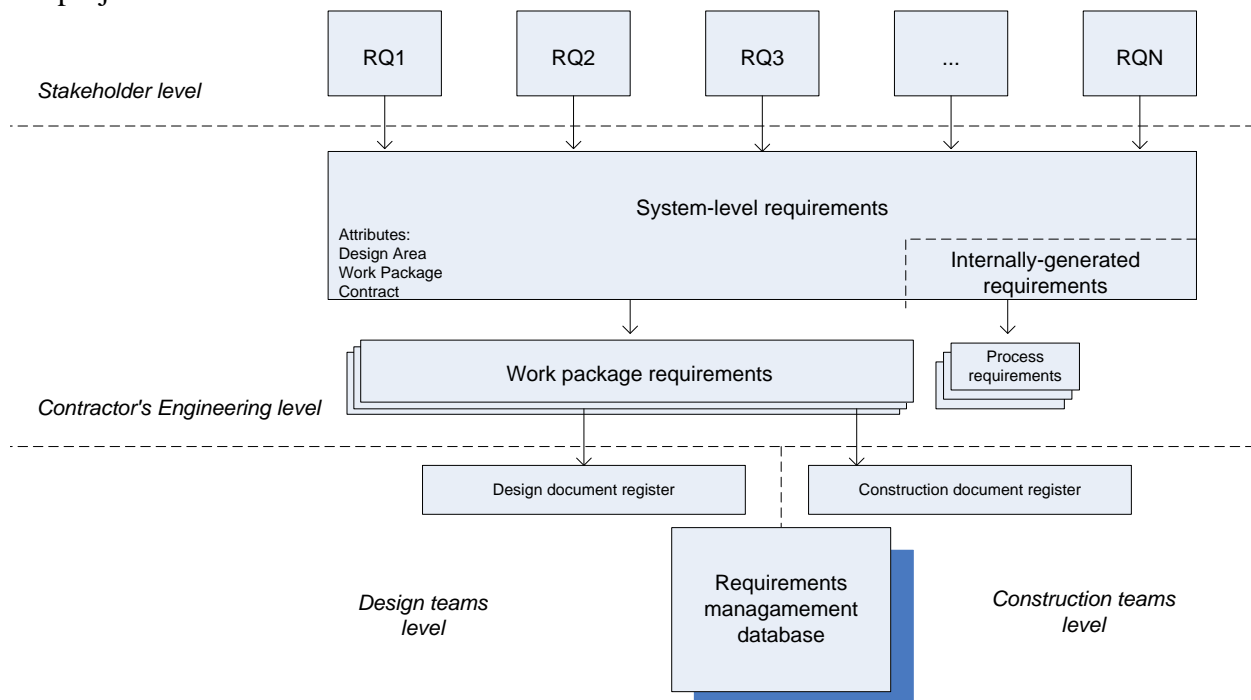 RQ1
RQ2
RQ3
...
RQN
Stakeholder level
System-level requirements
Attributes:
Design Area
Work Package
Contract
Internally-generated
requirements
Work package requirements
Process
requirements
Contractor's Engineering level
Design document register
Construction document register
Requirements
managamement
database
Design teams
level
Construction teams
level